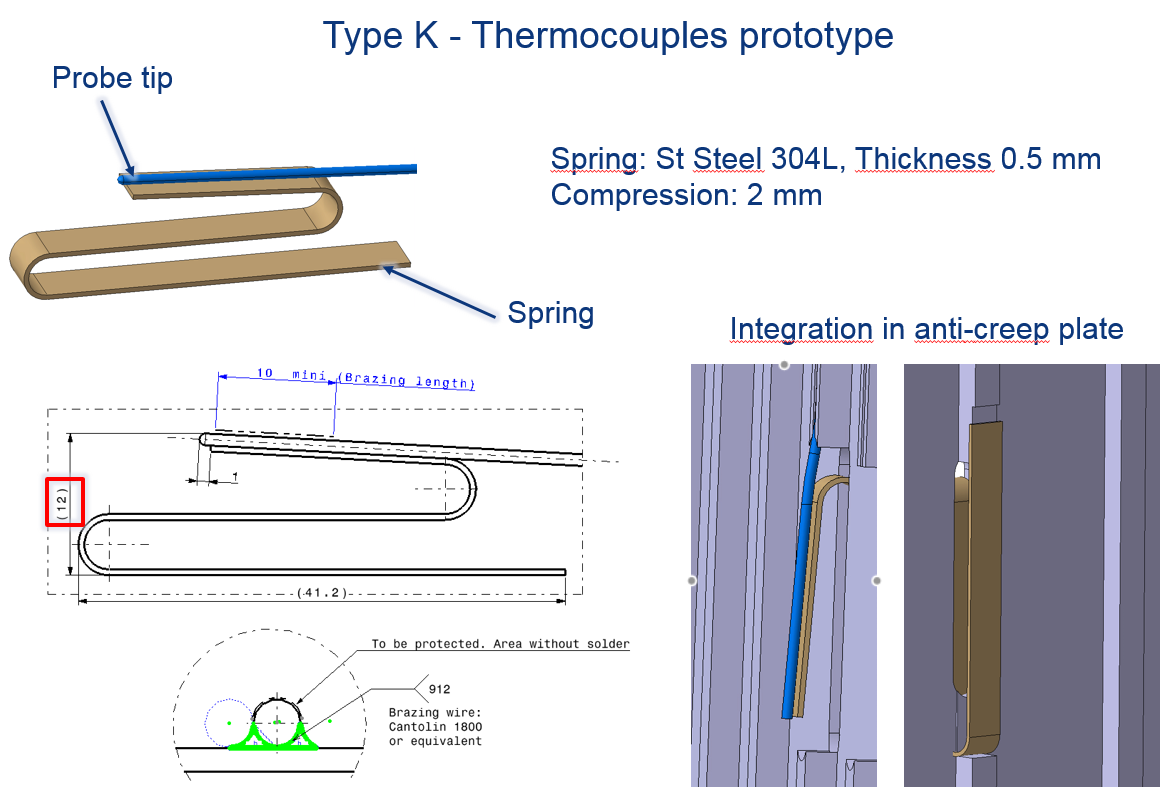 Type K - Thermocouples prototype
Probe tip
Spring: St Steel 304L, Thickness 0.5 mm
Compression: 2 mm
Spring
Integration in anti-creep plate
10 mini (Brazing length)
1
(12)
(41.2)
To be protected. Area without solder
912
Brazing wire:
Cantolin 1800
or equivalent